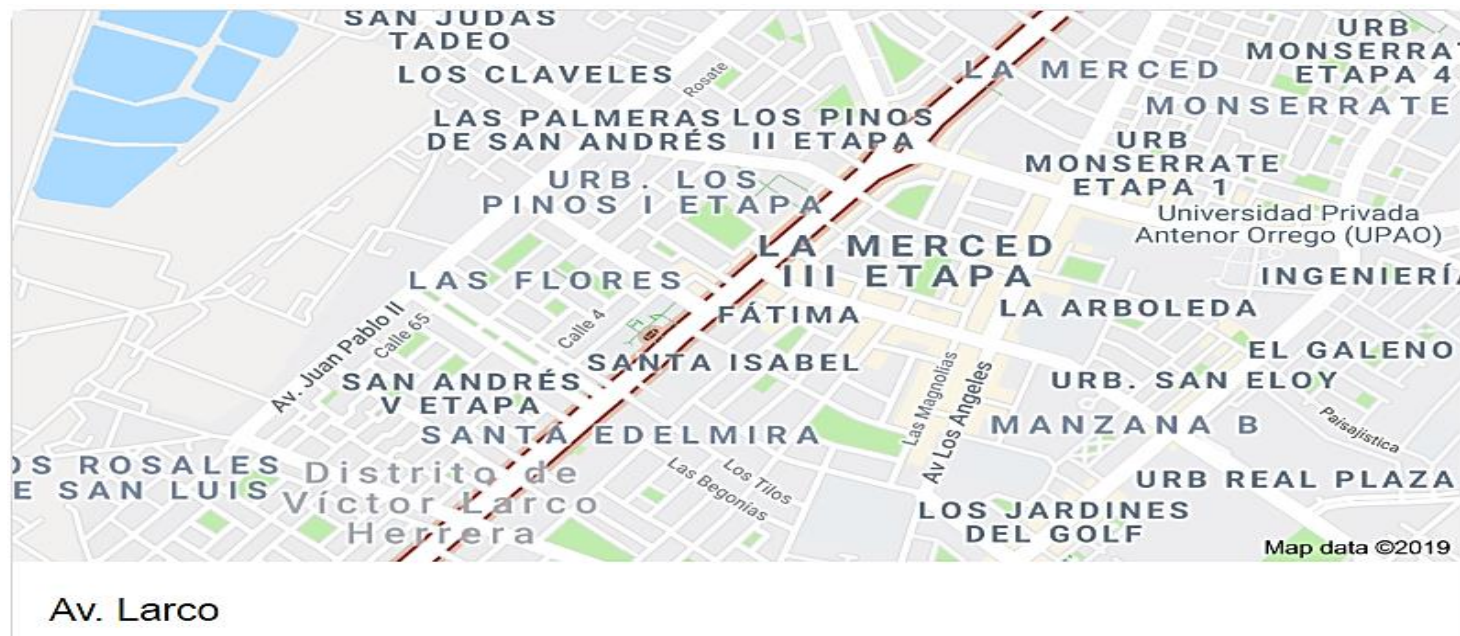 SAN JUDAS
TADEO
LOS CLAVELES
Rosate
LAS PALMERAS
DE SAN ANDRÉS
LOS PINOS
II ETAPA
LA MERCED
URB
MONSERRAT
ETAPA 4
MONSERRATE
URB
MONSERRATE
ETAPA 1
URB. LOS
PINOS I ETAPA
Universidad Privada
Antenor Orrego (UPAO)
LA MERCED
III ETAPA
INGENIERÍA
LAS FLORES
FÁTIMA
LA ARBOLEDA
Av. Juan Pablo II
Calle 65
Calle 4
SANTA ISABEL
EL GALENO
SAN ANDRÉS
V ETAPA
Las Magnolias
Av Los Angeles
URB. SAN ELOY
SANTA EDELMIRA
MANZANA B
Paisajística
OS ROSALES
E SAN LUIS
Distrito de
Víctor Larco
Herrera
Los Tilos
Las Begonias
URB REAL PLAZA
LOS JARDINES
DEL GOLF
Map data ©2019
Av. Larco